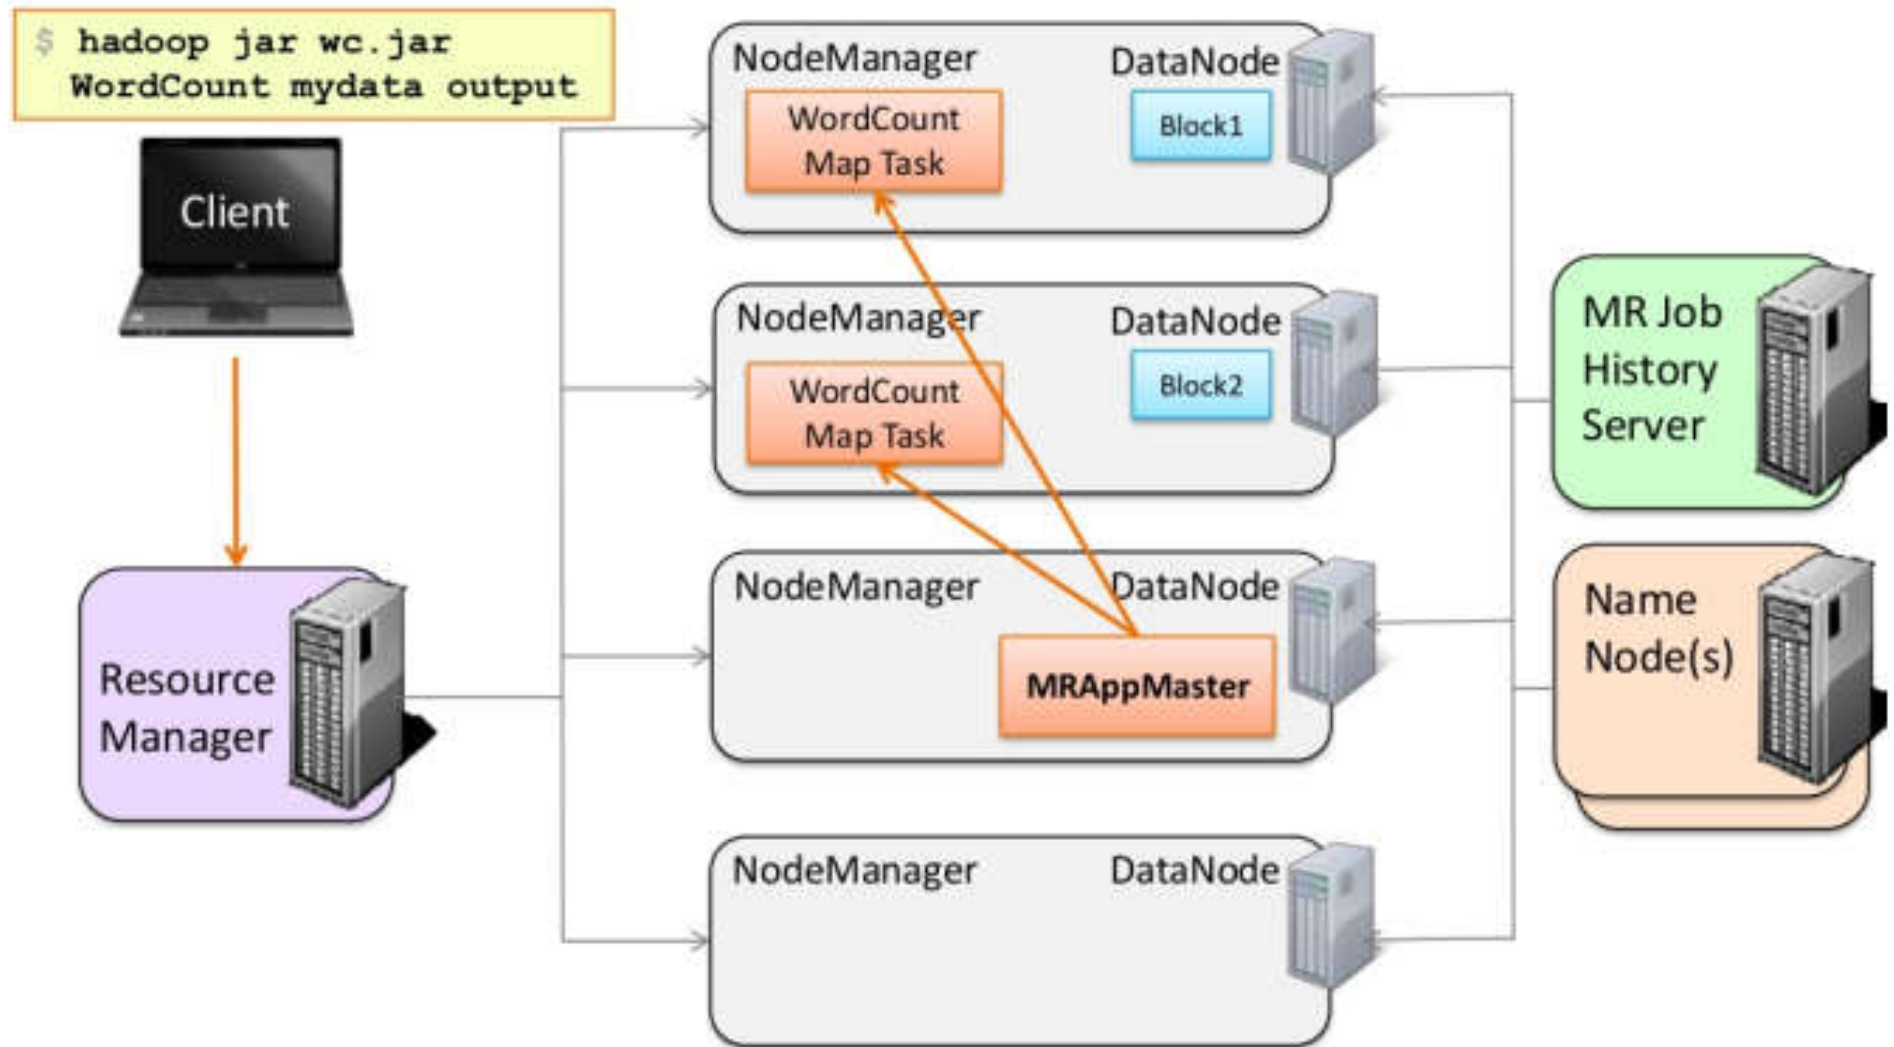 $ hadoop jar wc.jar
WordCount mydata output
Client
Resource
Manager
NodeManager
DataNode
WordCount
Map Task
Block1
NodeManager
DataNode
WordCount
Map Task
Block2
NodeManager
DataNode
MRAppMaster
NodeManager
DataNode
MR Job
History
Server
Name
Node(s)